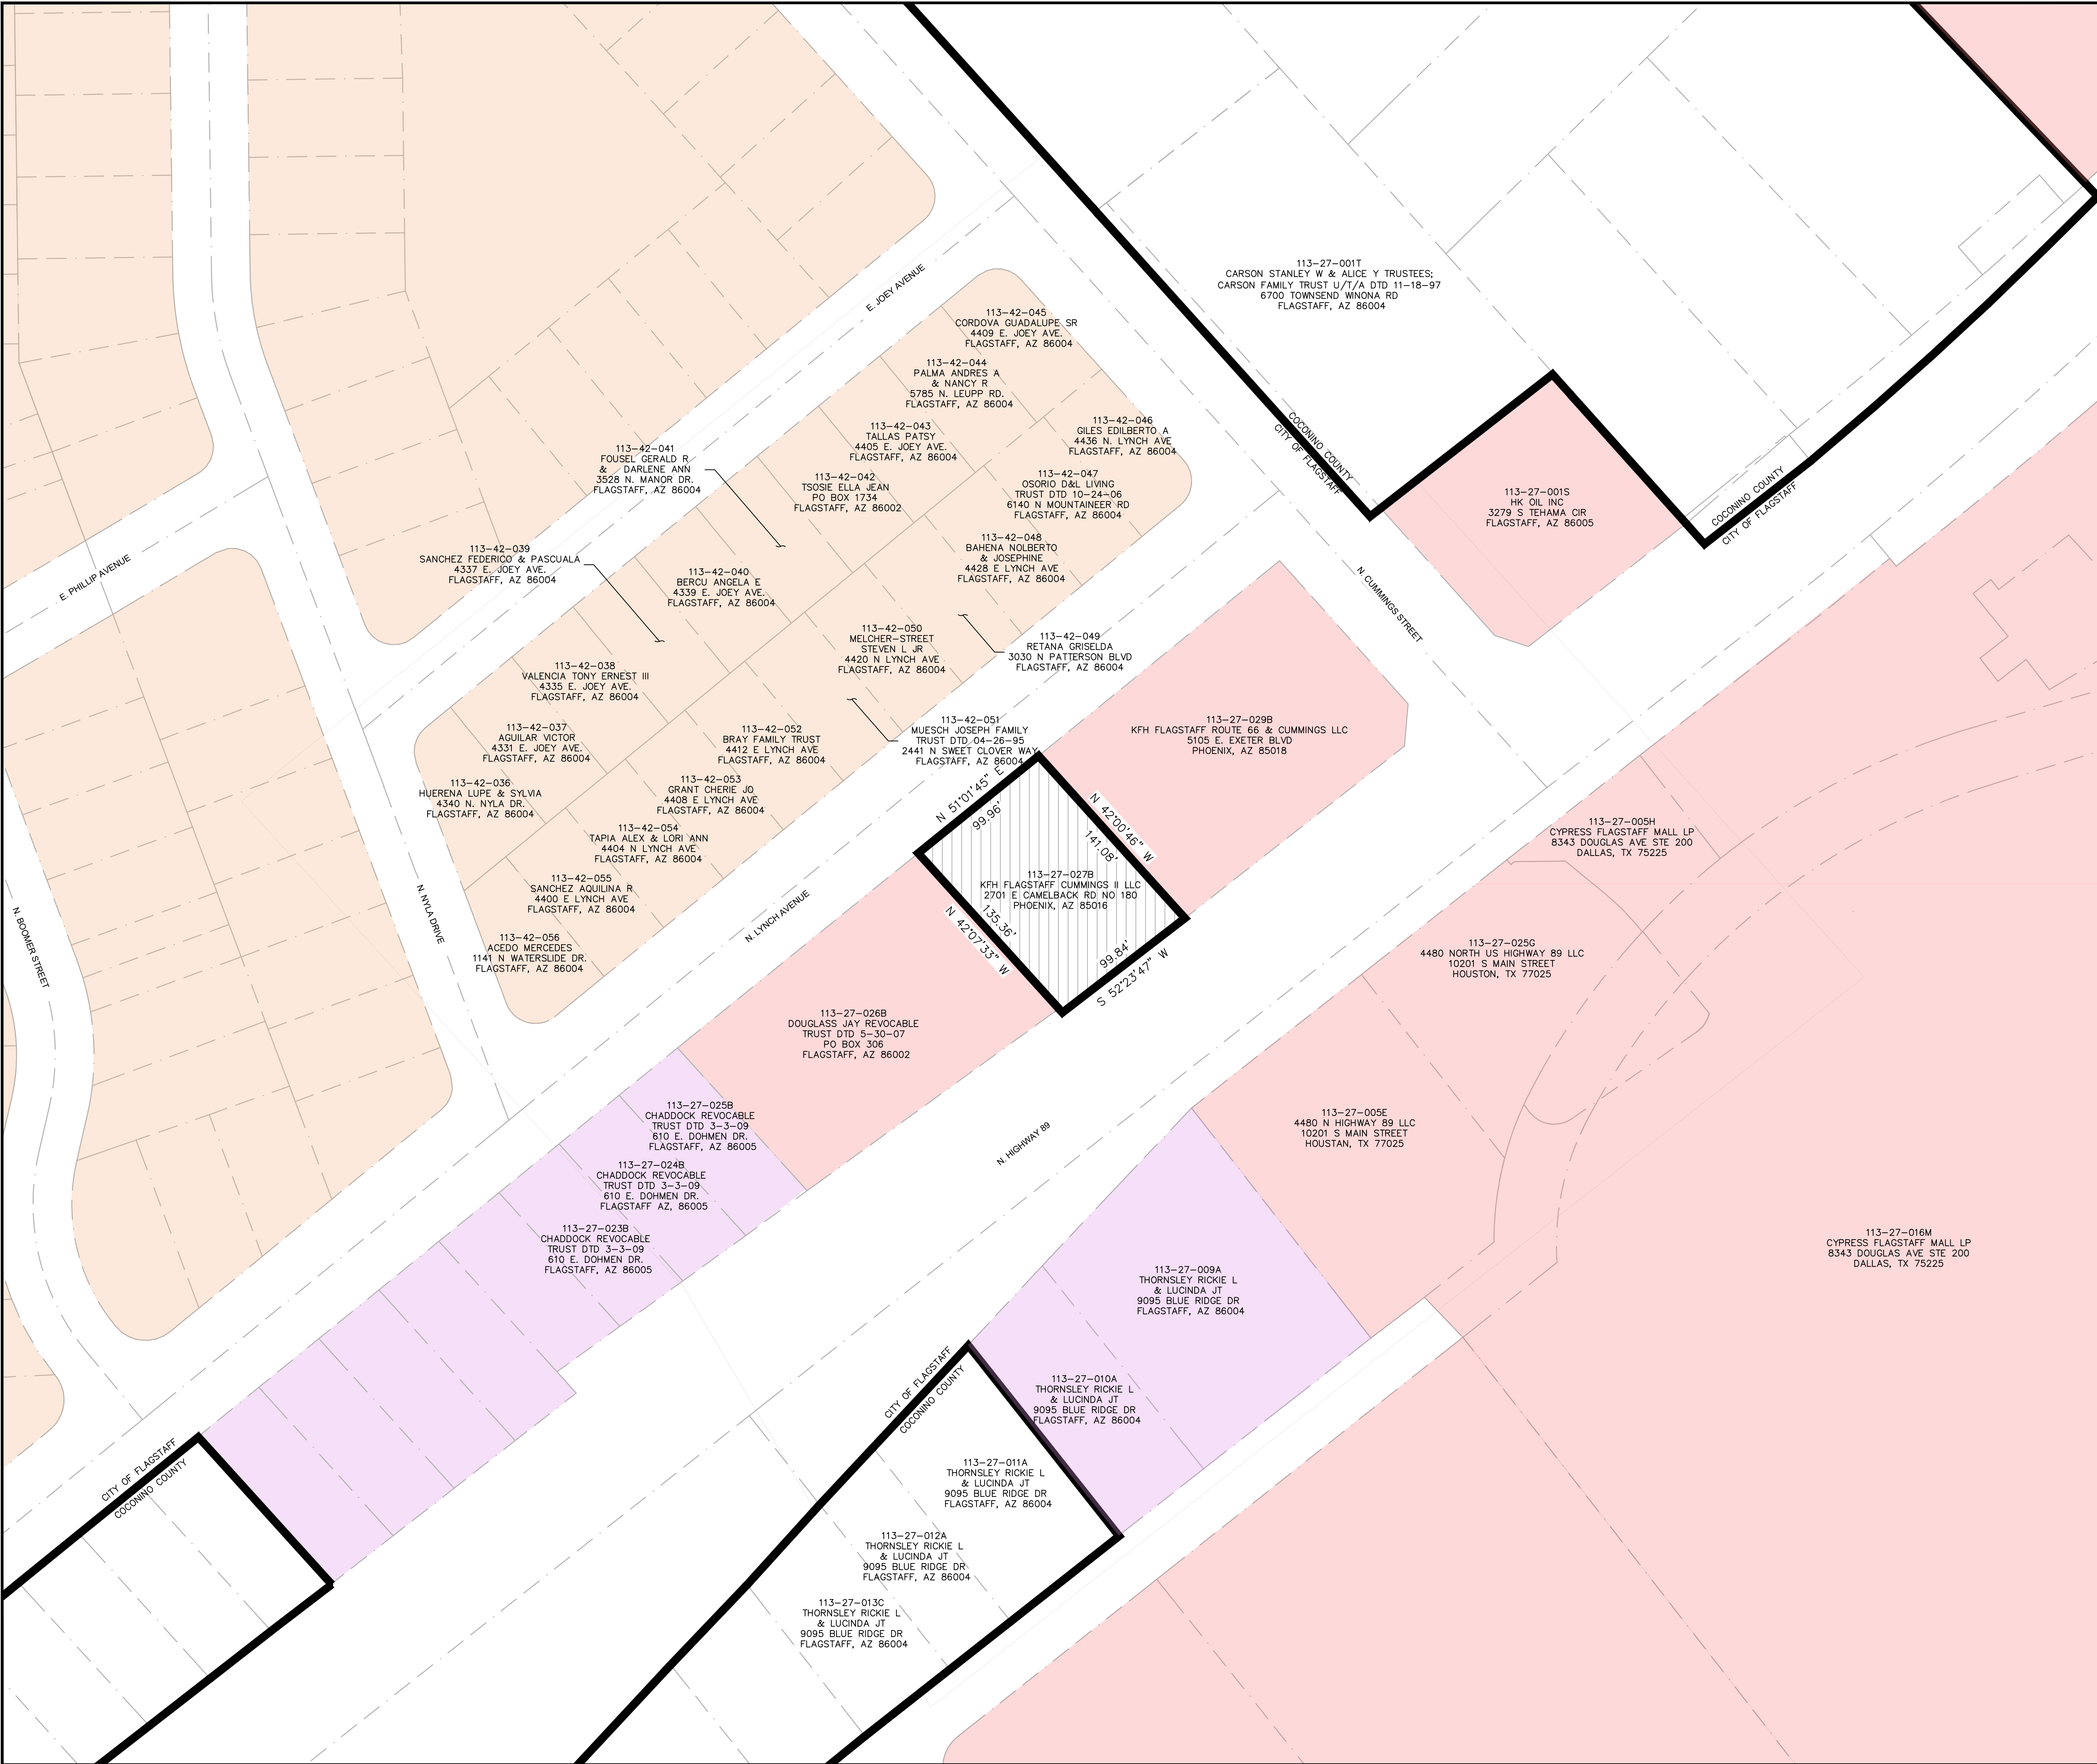 113-27-001T
CARSON STANLEY W & ALICE Y TRUSTEES;
CARSON FAMILY TRUST U/T/A DTD 11-18-97
6700 TOWNSEND WINONA RD
FLAGSTAFF, AZ 86004
E. JOEY AVENUE
113-42-045
CORDOVA GUADALUPE SR
4409 E. JOEY AVE.
FLAGSTAFF, AZ 86004
113-42-044
PALMA ANDRES A
& NANCY R
5785 N. LEUPP RD.
FLAGSTAFF, AZ 86004
113-42-043
TALLAS PATSY
4405 E. JOEY AVE.
FLAGSTAFF, AZ 86004
113-42-046
GILES EDILBERTO A
4436 N. LYNCH AVE
FLAGSTAFF, AZ 86004
COCONINO COUNTY
CITY OF FLAGSTAFF
113-42-041
FOUSEL GERALD R
& DARLENE ANN
3528 N. MANOR DR.
FLAGSTAFF, AZ 86004
113-42-042
TSOSIE ELLA JEAN
PO BOX 1734
FLAGSTAFF, AZ 86002
113-42-047
OSORIO D&L LIVING
TRUST DTD 10-24-06
6140 N MOUNTAINEER RD
FLAGSTAFF, AZ 86004
113-27-001S
HK OIL INC
3279 S TEHAMA CIR
FLAGSTAFF, AZ 86005
COCONINO COUNTY
CITY OF FLAGSTAFF
113-42-048
BAHENA NOLBERTO
& JOSEPHINE
4428 E LYNCH AVE
FLAGSTAFF, AZ 86004
113-42-039
SANCHEZ FEDERICO & PASCUALA
4337 E. JOEY AVE.
FLAGSTAFF, AZ 86004
113-42-040
BERCU ANGELA E
4339 E. JOEY AVE.
FLAGSTAFF, AZ 86004
E. PHILLIP AVENUE
N. CUMMINGS STREET
113-42-050
MELCHER-STREET
STEVEN L JR
4420 N LYNCH AVE
FLAGSTAFF, AZ 86004
113-42-049
RETANA GRISELDA
3030 N PATTERSON BLVD
FLAGSTAFF, AZ 86004
113-42-038
VALENCIA TONY ERNEST III
4335 E. JOEY AVE.
FLAGSTAFF, AZ 86004
113-42-037
AGUILAR VICTOR
4331 E. JOEY AVE.
FLAGSTAFF, AZ 86004
113-42-052
BRAY FAMILY TRUST
4412 E LYNCH AVE
FLAGSTAFF, AZ 86004
113-42-051
MUESCH JOSEPH FAMILY
TRUST DTD 04-26-95
2441 N SWEET CLOVER WAY
FLAGSTAFF, AZ 86004
113-27-029B
KFH FLAGSTAFF ROUTE 66 & CUMMINGS LLC
5105 E. EXETER BLVD
PHOENIX, AZ 85018
113-42-036
HUERENA LUPE & SYLVIA
4340 N. NYLA DR.
FLAGSTAFF, AZ 86004
113-42-053
GRANT CHERIE JO
4408 E LYNCH AVE
FLAGSTAFF, AZ 86004
N 51°01'45" E
99.96'
N 42°00'46" W
141.08'
113-42-054
TAPIA ALEX & LORI ANN
4404 N LYNCH AVE
FLAGSTAFF, AZ 86004
113-27-005H
CYPRESS FLAGSTAFF MALL LP
8343 DOUGLAS AVE STE 200
DALLAS, TX 75225
113-42-055
SANCHEZ AQUILINA R
4400 E LYNCH AVE
FLAGSTAFF, AZ 86004
113-27-027B
KFH FLAGSTAFF CUMMINGS II LLC
2701 E CAMELBACK RD NO 180
PHOENIX, AZ 85016
N. NYLA DRIVE
N. LYNCH AVENUE
135.36'
N 42°07'33" W
99.84'
S 52°23'47" W
N. BOOMER STREET
113-42-056
ACEDO MERCEDES
1141 N WATERSLIDE DR.
FLAGSTAFF, AZ 86004
113-27-025G
4480 NORTH US HIGHWAY 89 LLC
10201 S MAIN STREET
HOUSTON, TX 77025
113-27-026B
DOUGLASS JAY REVOCABLE
TRUST DTD 5-30-07
PO BOX 306
FLAGSTAFF, AZ 86002
113-27-025B
CHADDOCK REVOCABLE
TRUST DTD 3-3-09
610 E. DOHMEN DR.
FLAGSTAFF, AZ 86005
N. HIGHWAY 89
113-27-005E
4480 N HIGHWAY 89 LLC
10201 S MAIN STREET
HOUSTAN, TX 77025
113-27-024B
CHADDOCK REVOCABLE
TRUST DTD 3-3-09
610 E. DOHMEN DR.
FLAGSTAFF AZ, 86005
113-27-023B
CHADDOCK REVOCABLE
TRUST DTD 3-3-09
610 E. DOHMEN DR.
FLAGSTAFF, AZ 86005
113-27-016M
CYPRESS FLAGSTAFF MALL LP
8343 DOUGLAS AVE STE 200
DALLAS, TX 75225
113-27-009A
THORNSLEY RICKIE L
& LUCINDA JT
9095 BLUE RIDGE DR
FLAGSTAFF, AZ 86004
CITY OF FLAGSTAFF
COCONINO COUNTY
113-27-010A
THORNSLEY RICKIE L
& LUCINDA JT
9095 BLUE RIDGE DR
FLAGSTAFF, AZ 86004
CITY OF FLAGSTAFF
COCONINO COUNTY
113-27-011A
THORNSLEY RICKIE L
& LUCINDA JT
9095 BLUE RIDGE DR
FLAGSTAFF, AZ 86004
113-27-012A
THORNSLEY RICKIE L
& LUCINDA JT
9095 BLUE RIDGE DR
FLAGSTAFF, AZ 86004
113-27-013C
THORNSLEY RICKIE L
& LUCINDA JT
9095 BLUE RIDGE DR
FLAGSTAFF, AZ 86004